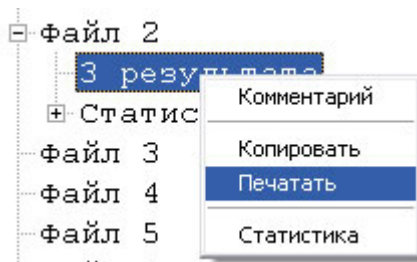 Файл 2
3 результата
Комментарий
Статис
Копировать
Файл 3
Печатать
Файл 4
Файл 5
Статистика